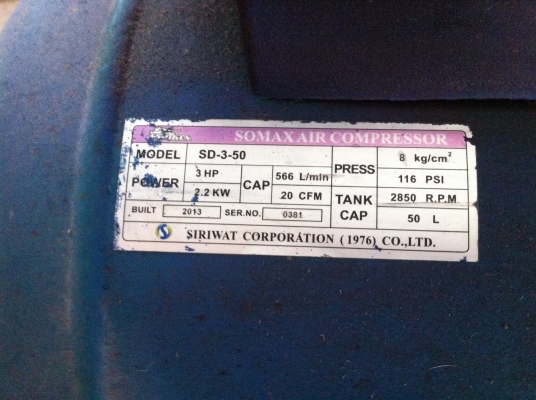 SOMAX AIR COMPRESSOR
MODEL SD-3-50 PRESS 8 kg/cm²
POWER 3 HP CAP 566 L/min 116 PSI
2.2 KW 20 CFM TANK CAP 2850 R.P.M
BUILT 2013 SER.NO. 0381 50 L
SIRIWAT CORPORATION (1976) CO.,LTD.